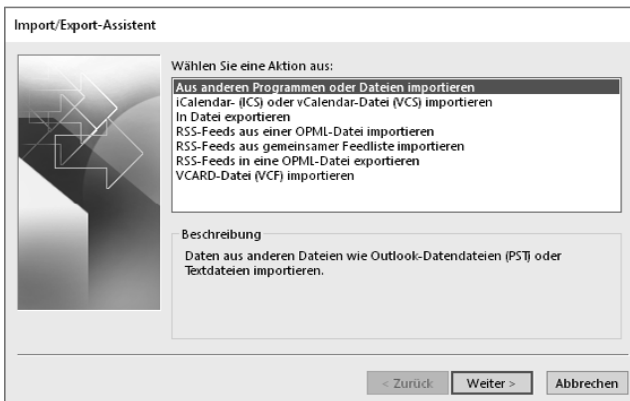 Import/Export-Assistent
Wählen Sie eine Aktion aus:
Aus anderen Programmen oder Dateien importieren
iCalendar- (ICS) oder vCalendar-Datei (VCS) importieren
In Datei exportieren
RSS-Feeds aus einer OPML-Datei importieren
RSS-Feeds aus gemeinsamer Feedliste importieren
RSS-Feeds in eine OPML-Datei exportieren
VCARD-Datei (VCF) importieren
Beschreibung
Daten aus anderen Dateien wie Outlook-Datendateien (PST) oder
Textdateien importieren.
< Zurück Weiter > Abbrechen